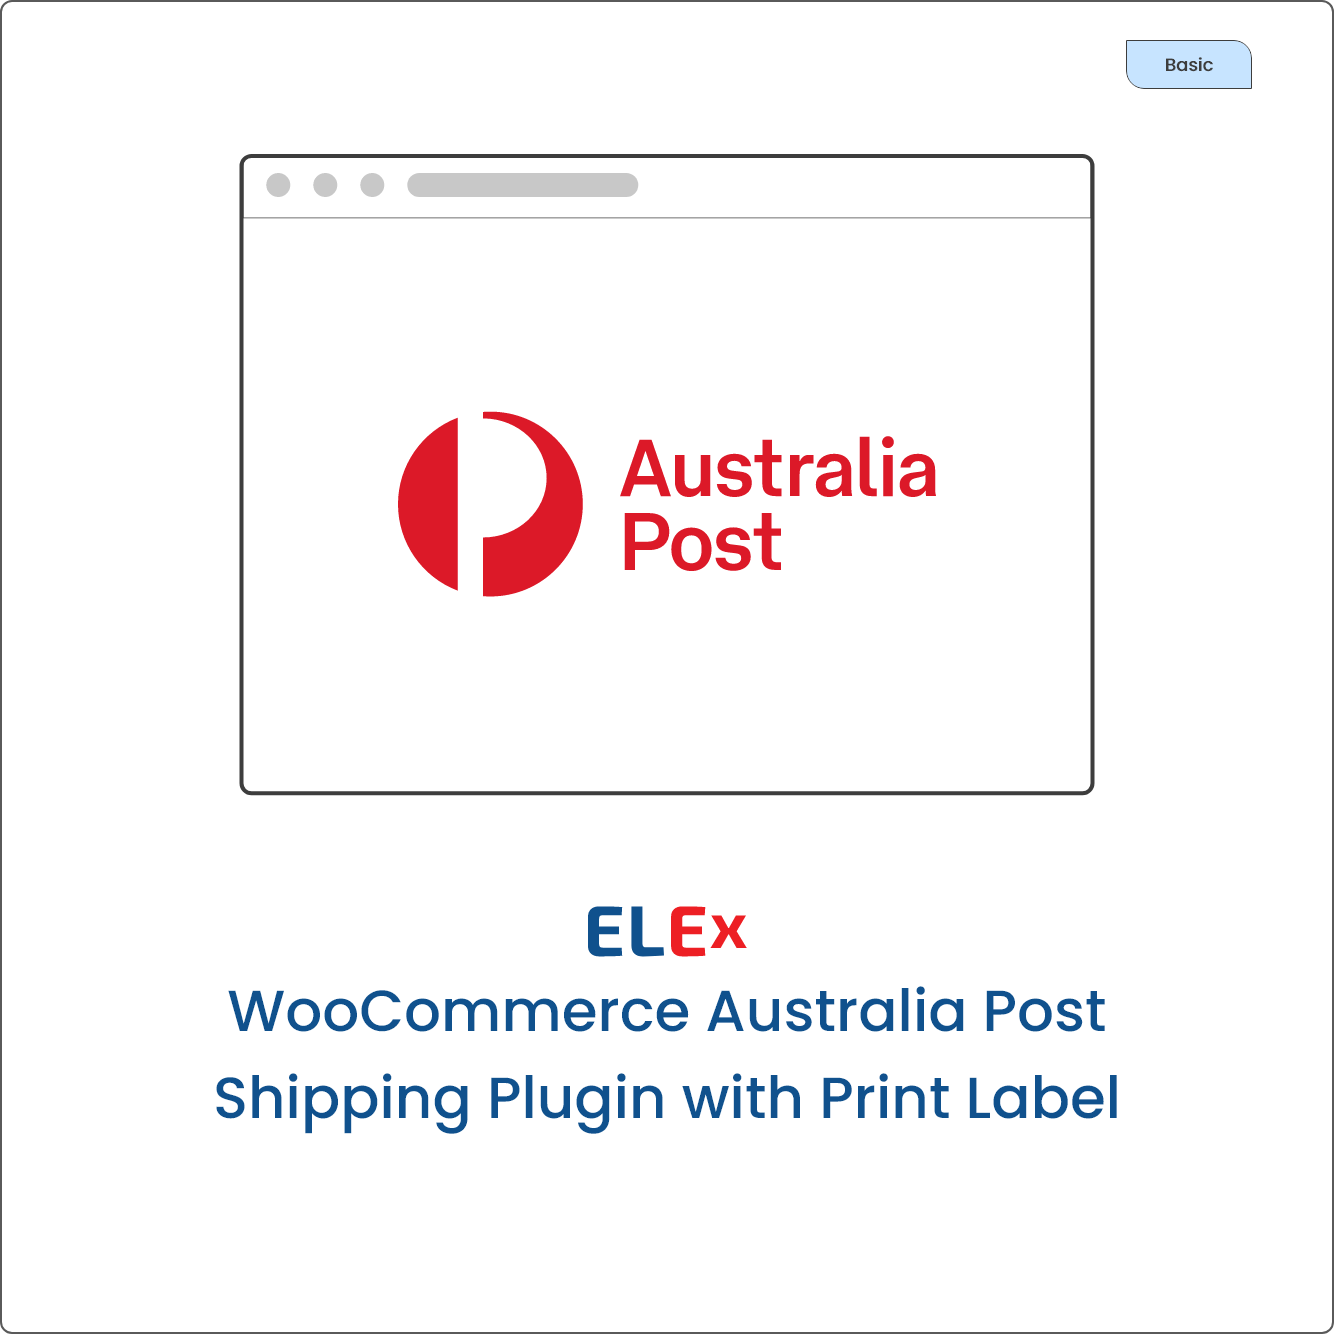 Basic
Australia
Post
ELEX
WooCommerce Australia Post
Shipping Plugin with Print Label